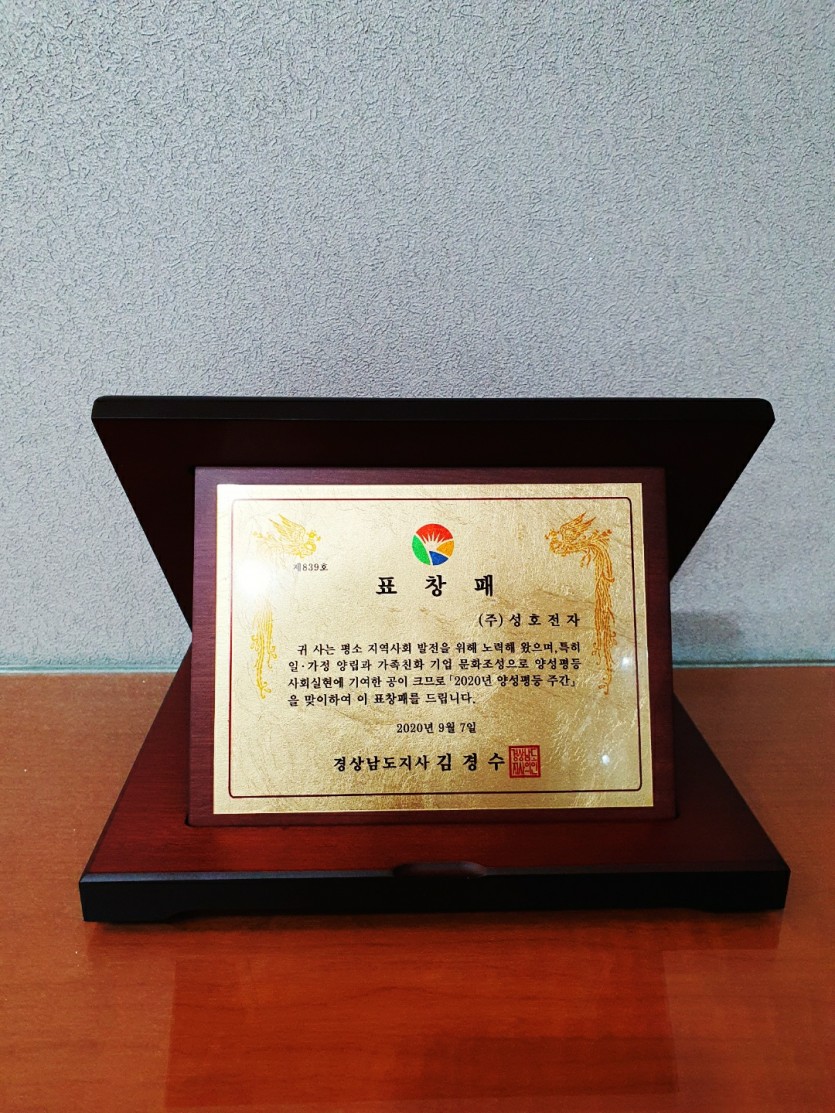 제839호
표 창 패
(주) 성 호 전 자
귀 사는 평소 지역사회 발전을 위해 노력해 왔으며, 특히
일·가정 양립과 가족친화 기업 문화조성으로 양성평등
사회실현에 기여한 공이 크므로 「2020년 양성평등 주간」
을 맞이하여 이 표창패를 드립니다.
2020년 9월 7일
경상남도지사 김 경 수